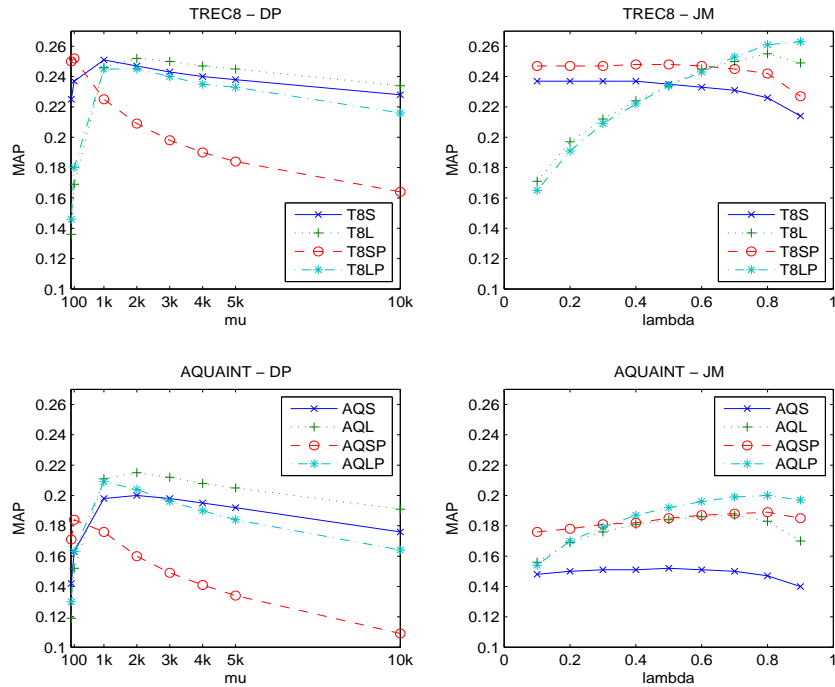 TREC8 – DP
0.26
0.24
0.22
0.2
0.18
0.16
0.14
0.12
0.1
MAP
100 1k 2k 3k 4k 5k 10k
mu
T8S
T8L
T8SP
T8LP
TREC8 – JM
0.26
0.24
0.22
0.2
0.18
0.16
0.14
0.12
0.1
MAP
0 0.2 0.4 0.6 0.8 1
lambda
T8S
T8L
T8SP
T8LP
AQUAINT – DP
0.26
0.24
0.22
0.2
0.18
0.16
0.14
0.12
0.1
MAP
100 1k 2k 3k 4k 5k 10k
mu
AQS
AQL
AQSP
AQLP
AQUAINT – JM
0.26
0.24
0.22
0.2
0.18
0.16
0.14
0.12
0.1
MAP
0 0.2 0.4 0.6 0.8 1
lambda
AQS
AQL
AQSP
AQLP